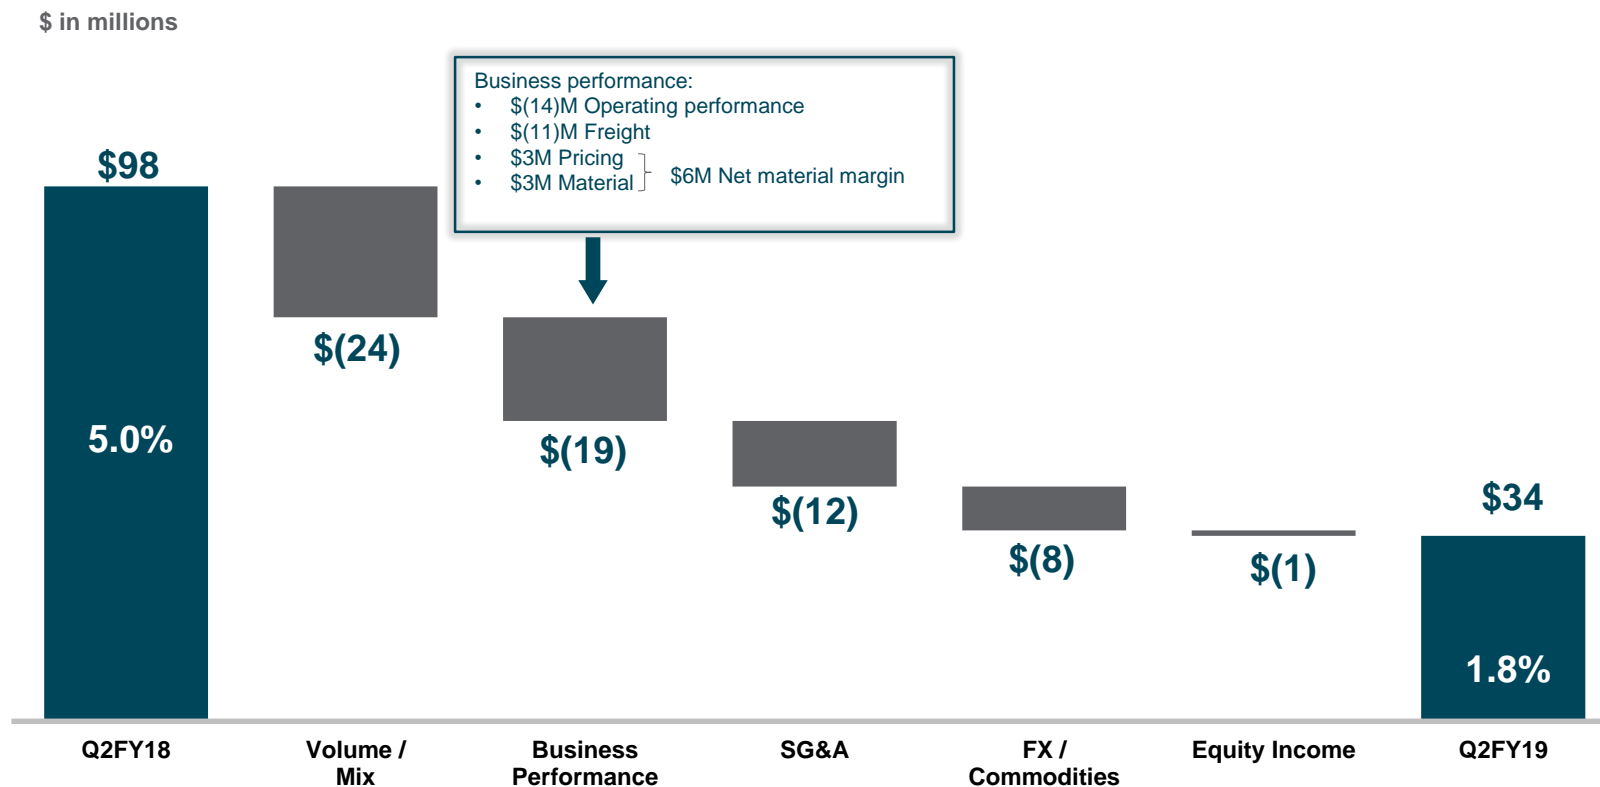 $ in millions
Business performance:
• $(14)M Operating performance
• $(11)M Freight
• $3M Pricing
• $3M Material
$6M Net material margin
$98
5.0%
$(24)
$(19)
$(12)
$(8)
$(1)
$34
1.8%
Q2FY18
Volume /
Mix
Business
Performance
SG&A
FX /
Commodities
Equity Income
Q2FY19